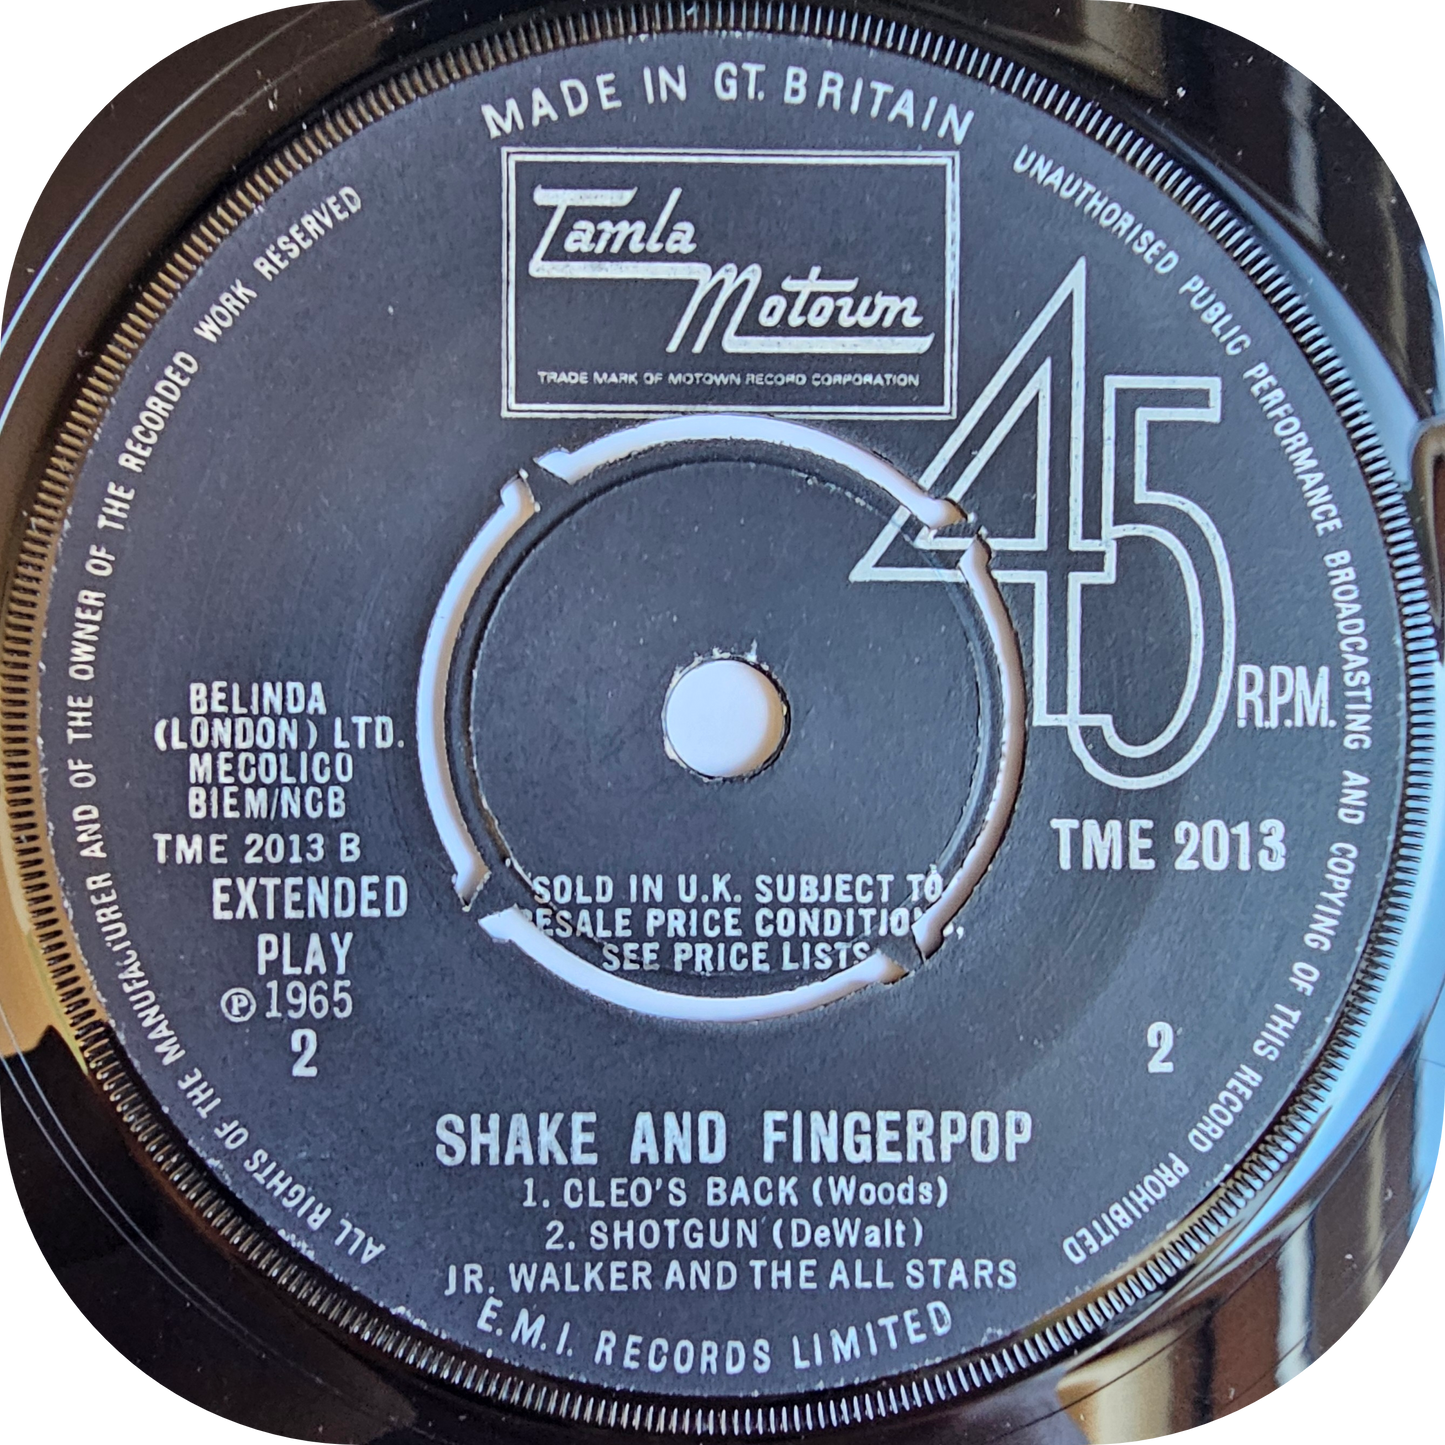 MADE IN GT. BRITAIN
UNAUTHORISED PUBLIC PERFORMANCE BROADCASTING AND COPYING OF THIS RECORD PROHIBITED
ALL RIGHTS OF THE MANUFACTURER AND OF THE OWNER OF THE RECORDED WORK RESERVED
Tamla
Motown
TRADE MARK OF MOTOWN RECORD CORPORATION
45
R.P.M.
BELINDA
(LONDON) LTD.
MECOLICO
BIEM/NCB
TME 2013 B
EXTENDED
PLAY
℗ 1965
2
TME 2013
2
SOLD IN U.K. SUBJECT TO
RESALE PRICE CONDITIONS,
SEE PRICE LISTS
SHAKE AND FINGERPOP
1. CLEO'S BACK (Woods)
2. SHOTGUN (DeWalt)
JR. WALKER AND THE ALL STARS
E.M.I. RECORDS LIMITED